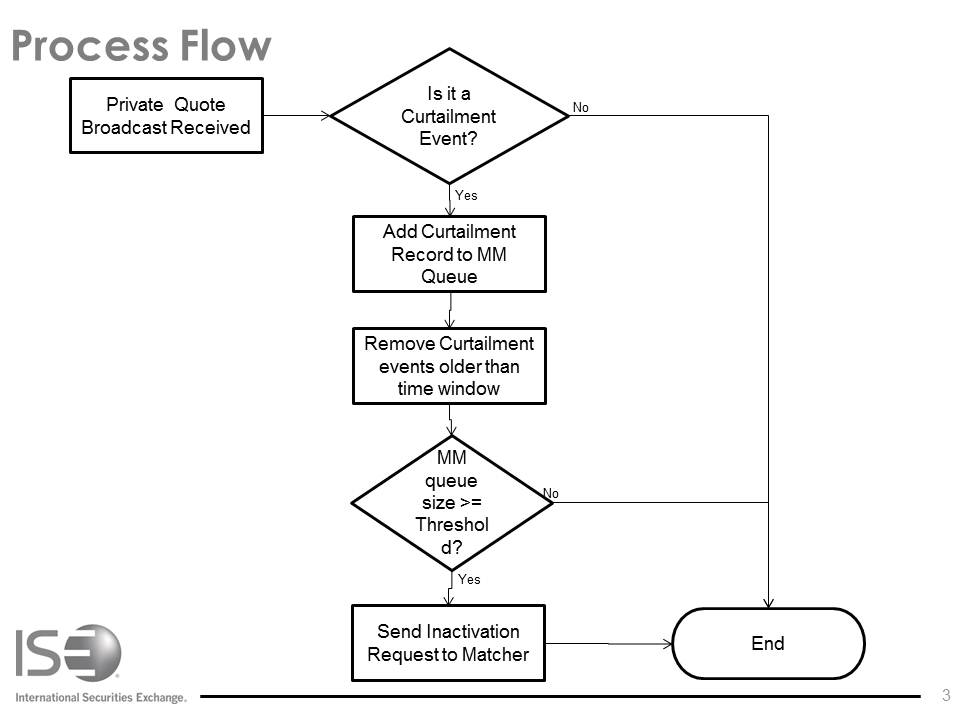 Process Flow
Private Quote
Broadcast Received
Is it a
Curtailment
Event?
No
Yes
Add Curtailment
Record to MM
Queue
Remove Curtailment
events older than
time window
MM
queue
size >=
Threshol
d?
No
Yes
Send Inactivation
Request to Matcher
End
ISE
International Securities Exchange.
3